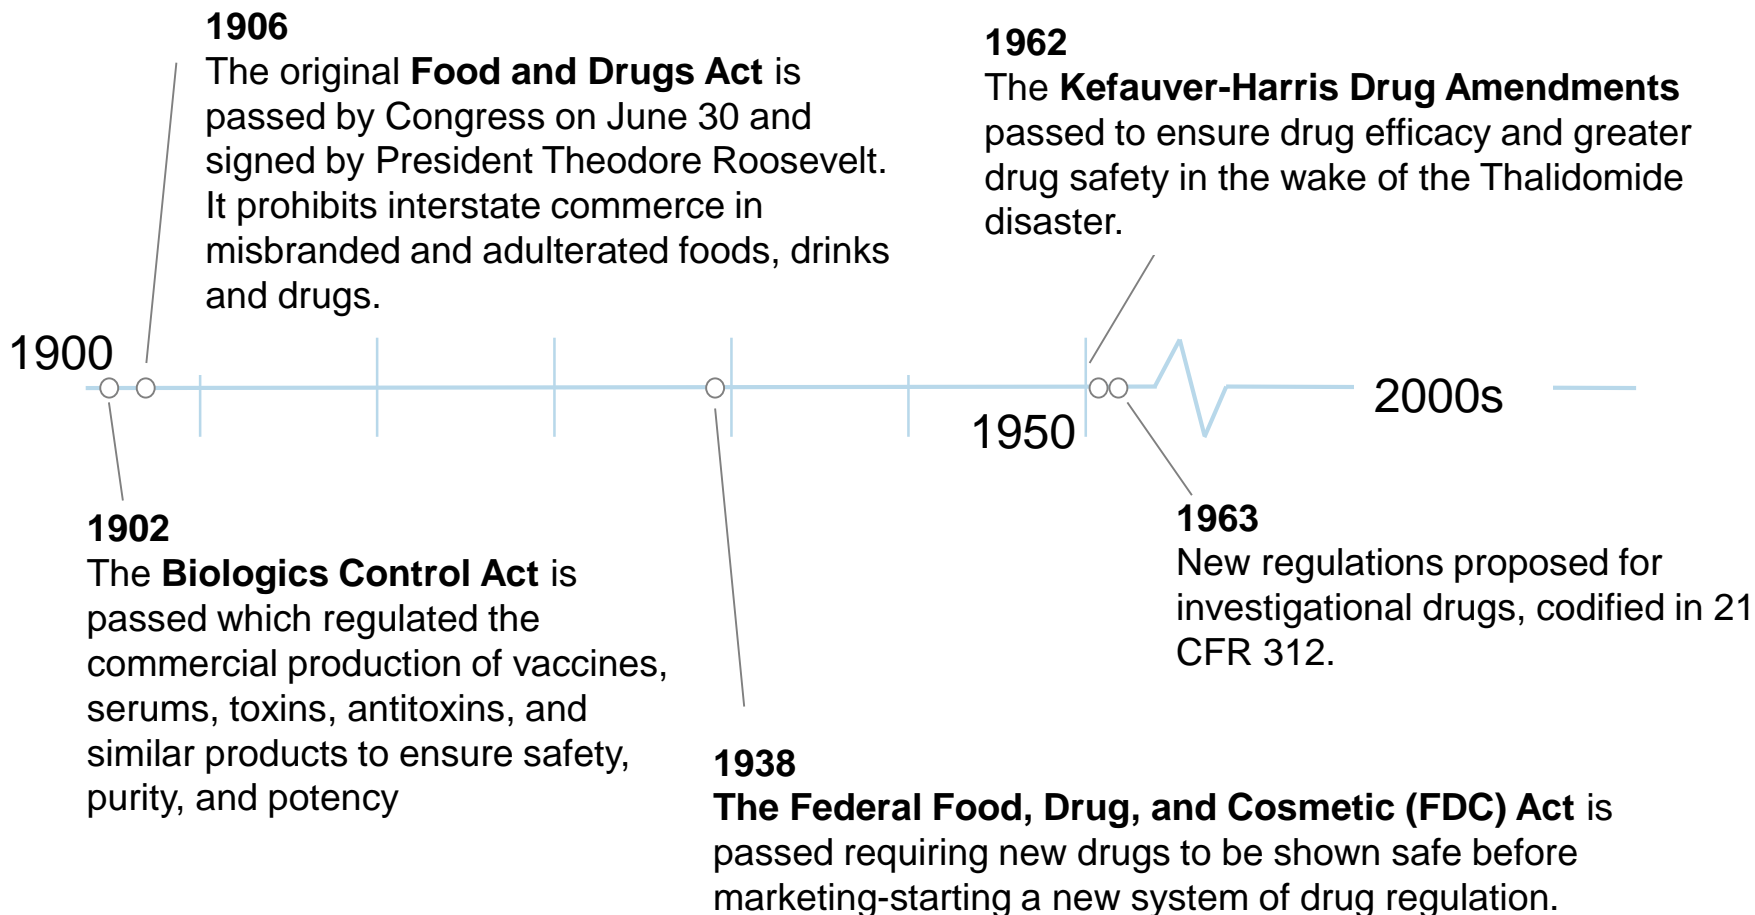 1906
The original Food and Drugs Act is
passed by Congress on June 30 and
signed by President Theodore Roosevelt.
It prohibits interstate commerce in
misbranded and adulterated foods, drinks
and drugs.
1962
The Kefauver-Harris Drug Amendments
passed to ensure drug efficacy and greater
drug safety in the wake of the Thalidomide
disaster.
1900
1950
2000s
1902
The Biologics Control Act is
passed which regulated the
commercial production of vaccines,
serums, toxins, antitoxins, and
similar products to ensure safety,
purity, and potency
1963
New regulations proposed for
investigational drugs, codified in 21
CFR 312.
1938
The Federal Food, Drug, and Cosmetic (FDC) Act is
passed requiring new drugs to be shown safe before
marketing-starting a new system of drug regulation.